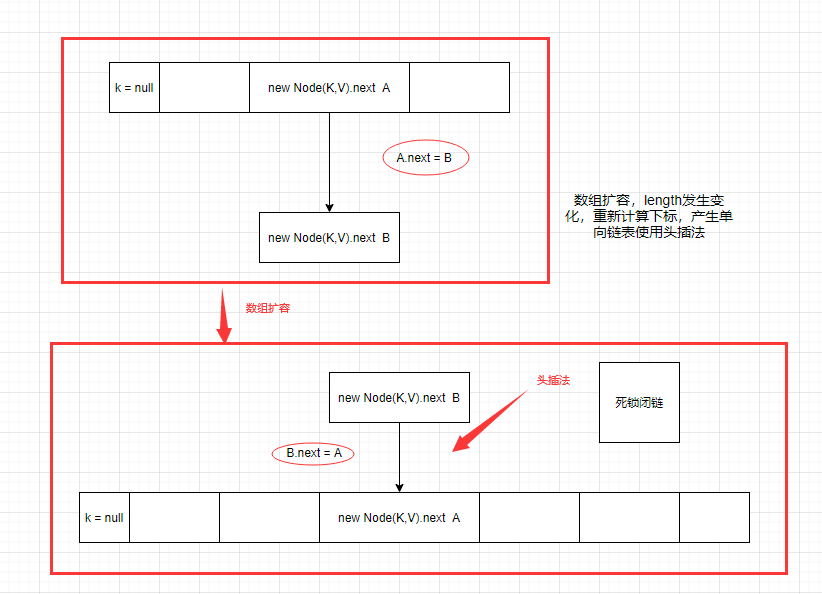 k = null
new Node(K,V).next  A
A.next = B
new Node(K,V).next  B
数组扩容，length发生变
化，重新计算下标，产生单
向链表使用头插法
数组扩容
new Node(K,V).next  B
头插法
死锁闭链
B.next = A
k = null
new Node(K,V).next  A